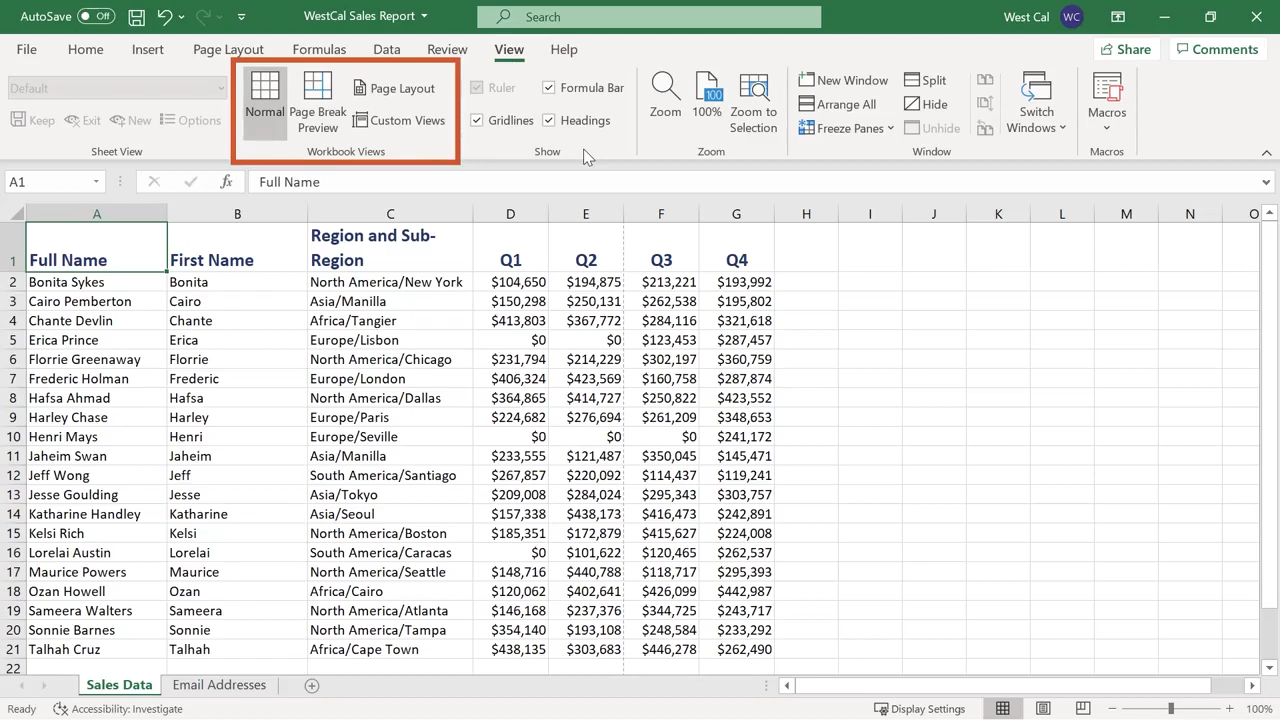 AutoSave Off WestCal Sales Report Search West Cal WC
File Home Insert Page Layout Formulas Data Review View Help Share Comments
Default
Keep Exit New Options
Sheet View
Normal
Page Break
Preview
Page Layout
Custom Views
Workbook Views
Ruler Formula Bar
Gridlines Headings
Show
Zoom
100
100%
Zoom to
Selection
Zoom
New Window
Arrange All
Freeze Panes
Split
Hide
Unhide
Switch
Windows
Window
Macros
Macros
A1 fx Full Name
A B C D E F G H I J K L M N O
1 Full Name First Name Region and Sub-
Region Q1 Q2 Q3 Q4
2 Bonita Sykes Bonita North America/New York $104,650 $194,875 $213,221 $193,992
3 Cairo Pemberton Cairo Asia/Manilla $150,298 $250,131 $262,538 $195,802
4 Chante Devlin Chante Africa/Tangier $413,803 $367,772 $284,116 $321,618
5 Erica Prince Erica Europe/Lisbon $0 $0 $123,453 $287,457
6 Florrie Greenaway Florrie North America/Chicago $231,794 $214,229 $302,197 $360,759
7 Frederic Holman Frederic Europe/London $406,324 $423,569 $160,758 $287,874
8 Hafsa Ahmad Hafsa North America/Dallas $364,865 $414,727 $250,822 $423,552
9 Harley Chase Harley Europe/Paris $224,682 $276,694 $261,209 $348,653
10 Henri Mays Henri Europe/Seville $0 $0 $0 $241,172
11 Jaheim Swan Jaheim Asia/Manilla $233,555 $121,487 $350,045 $145,471
12 Jeff Wong Jeff South America/Santiago $267,857 $220,092 $114,437 $119,241
13 Jesse Goulding Jesse Asia/Tokyo $209,008 $284,024 $295,343 $303,757
14 Katharine Handley Katharine Asia/Seoul $157,338 $438,173 $416,473 $242,891
15 Kelsi Rich Kelsi North America/Boston $185,351 $172,879 $415,627 $224,008
16 Lorelai Austin Lorelai South America/Caracas $0 $101,622 $120,465 $262,537
17 Maurice Powers Maurice North America/Seattle $148,716 $440,788 $118,717 $295,393
18 Ozan Howell Ozan Africa/Cairo $120,062 $402,641 $426,099 $442,987
19 Sameera Walters Sameera North America/Atlanta $146,168 $237,376 $344,725 $243,717
20 Sonnie Barnes Sonnie North America/Tampa $354,140 $193,108 $248,584 $233,292
21 Talhah Cruz Talhah Africa/Cape Town $438,135 $303,683 $446,278 $262,490
22
Sales Data Email Addresses
Ready Accessibility: Investigate Display Settings 100%